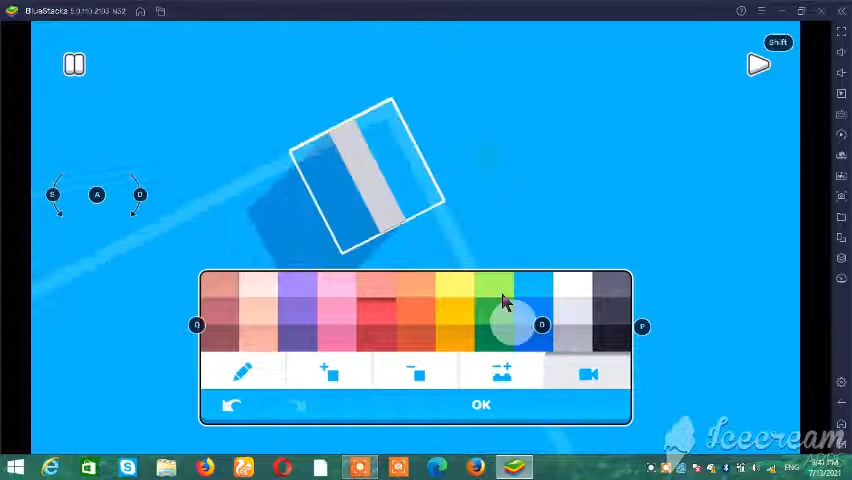 BlueStacks 5.0.110.2103 N32
Shift
S
A
D
Q
D
P
OK
Icecream
APPS
ENG
7/13/2021